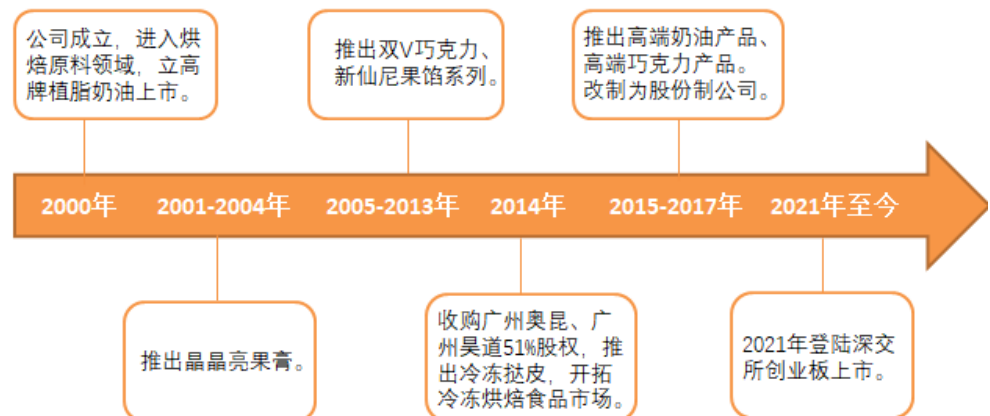 公司成立，进入烘
焙原料领域，立高
牌植脂奶油上市。
推出双V巧克力、
新仙尼果馅系列。
推出高端奶油产品、
高端巧克力产品。
改制为股份制公司。
2000年 2001-2004年 2005-2013年 2014年 2015-2017年 2021年至今
推出晶晶亮果膏。
收购广州奥昆、广
州昊道51%股权，推
出冷冻挞皮，开拓
冷冻烘焙食品市场。
2021年登陆深交
所创业板上市。